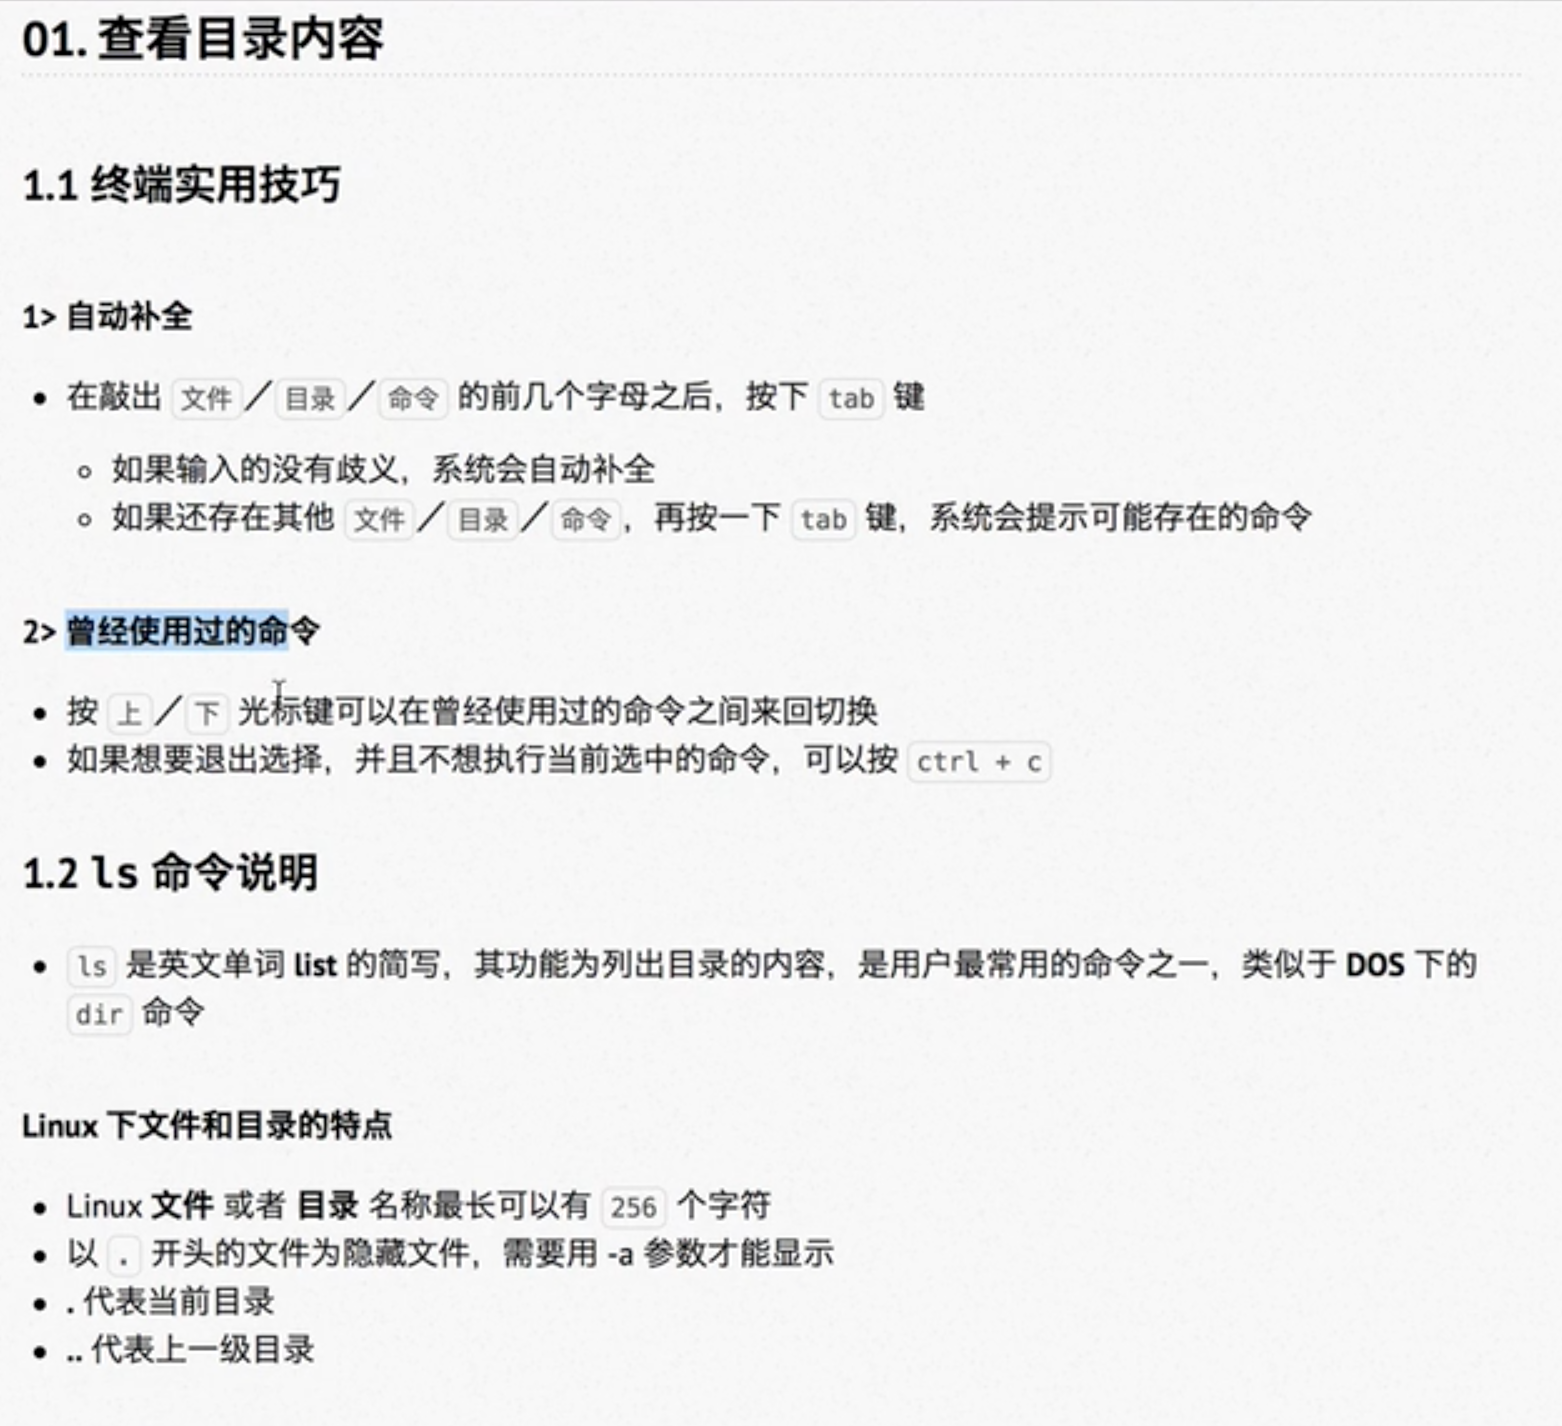 01. 查看目录内容
1.1 终端实用技巧
1> 自动补全
• 在敲出 文件／目录／命令 的前几个字母之后，按下 tab 键
◦ 如果输入的没有歧义，系统会自动补全
◦ 如果还存在其他 文件／目录／命令，再按一下 tab 键，系统会提示可能存在的命令
2> 曾经使用过的命令
• 按 上／下 光标键可以在曾经使用过的命令之间来回切换
• 如果想要退出选择，并且不想执行当前选中的命令，可以按 ctrl + c
1.2 ls 命令说明
• ls 是英文单词 list 的简写，其功能为列出目录的内容，是用户最常用的命令之一，类似于 DOS 下的
dir 命令
Linux 下文件和目录的特点
• Linux 文件 或者 目录 名称最长可以有 256 个字符
• 以 . 开头的文件为隐藏文件，需要用 -a 参数才能显示
• . 代表当前目录
• .. 代表上一级目录